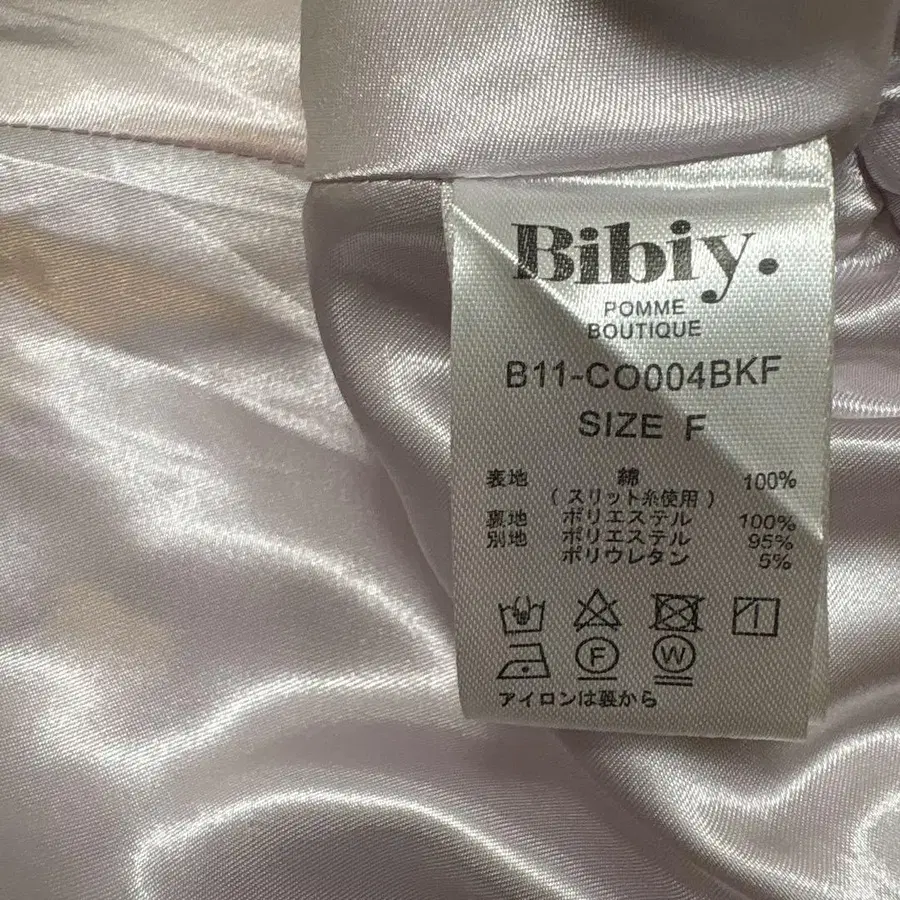 Bibiy.
POMME
BOUTIQUE
B11-CO004BKF
SIZE F
表地 綿 100%
( スリット糸使用 )
裏地 ポリエステル 100%
別地 ポリエステル 95%
ポリウレタン 5%
F W
アイロンは裏から